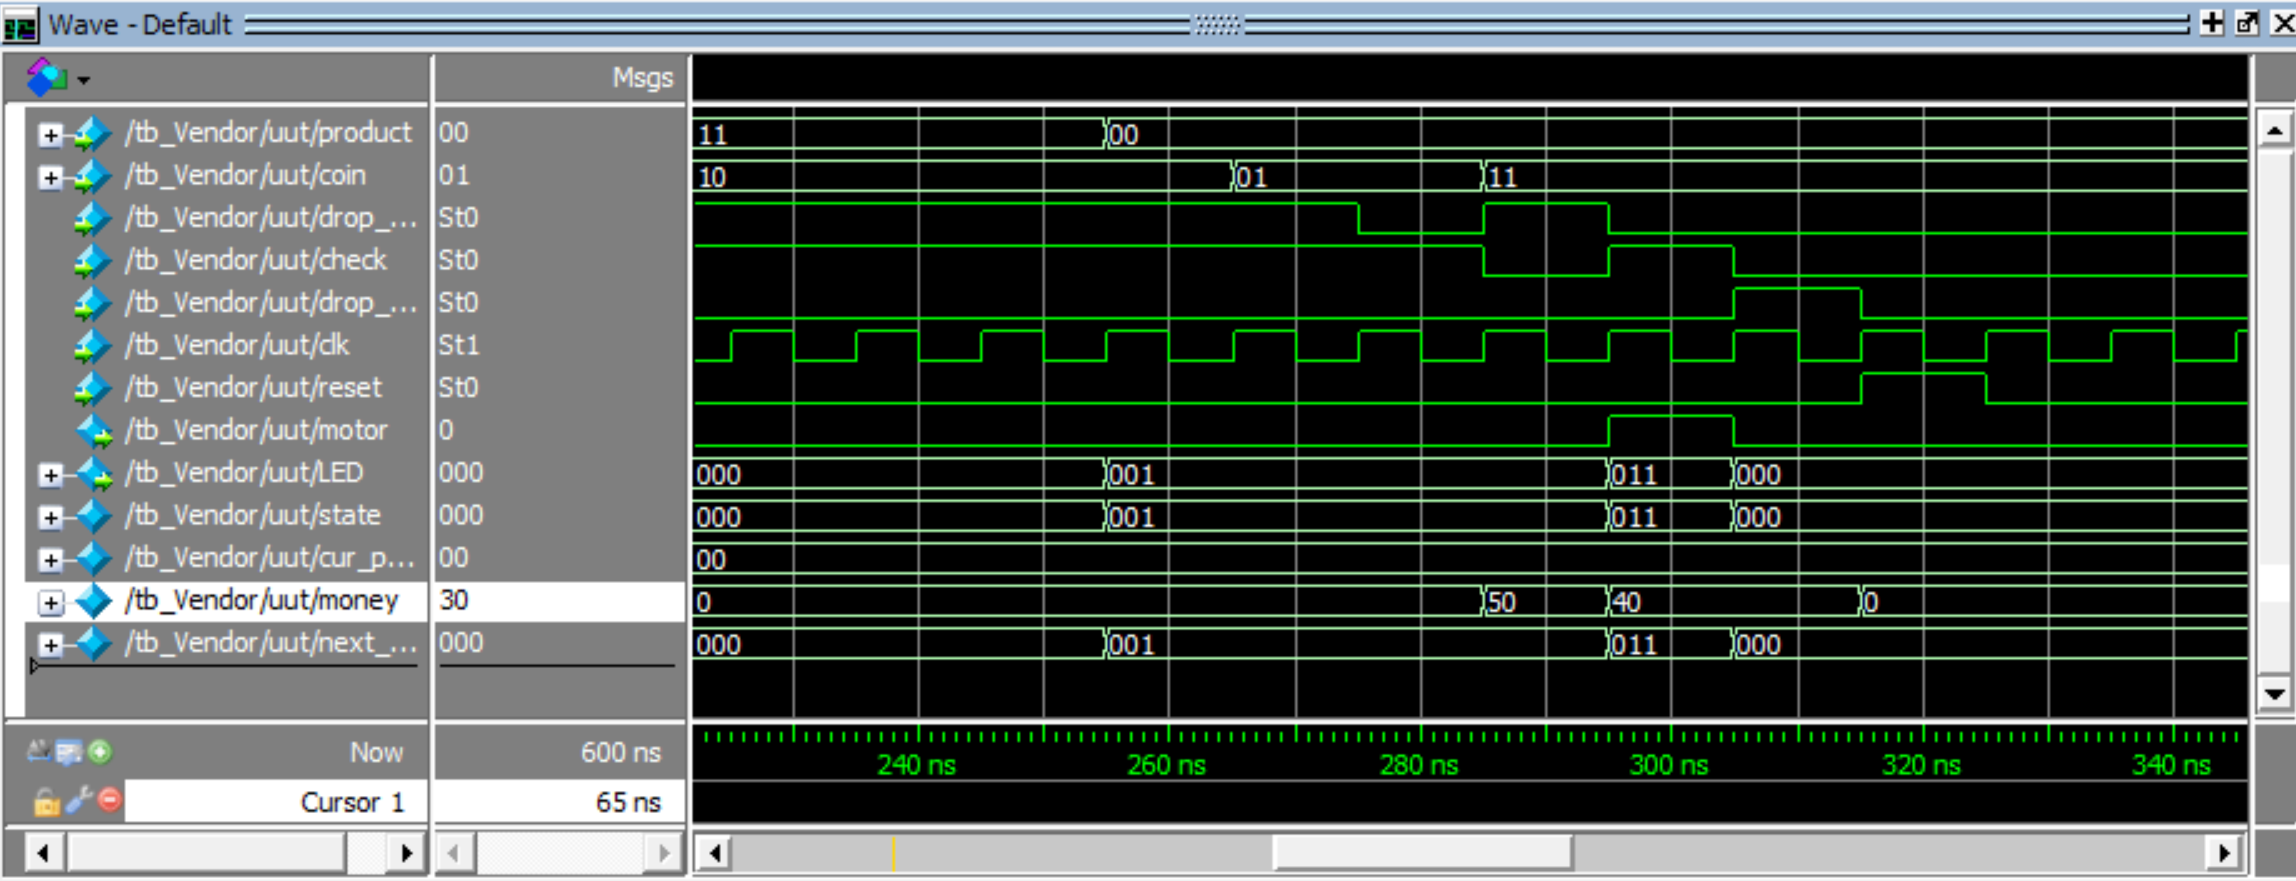 Wave - Default
Msgs
/tb_Vendor/uut/product 00 11 00
/tb_Vendor/uut/coin 01 10 01 11
/tb_Vendor/uut/drop_... St0
/tb_Vendor/uut/check St0
/tb_Vendor/uut/drop_... St0
/tb_Vendor/uut/clk St1
/tb_Vendor/uut/reset St0
/tb_Vendor/uut/motor 0
/tb_Vendor/uut/LED 000 000 001 011 000
/tb_Vendor/uut/state 000 000 001 011 000
/tb_Vendor/uut/cur_p... 00 00
/tb_Vendor/uut/money 30 0 50 40 0
/tb_Vendor/uut/next_... 000 000 001 011 000
Now 600 ns 240 ns 260 ns 280 ns 300 ns 320 ns 340 ns
Cursor 1 65 ns